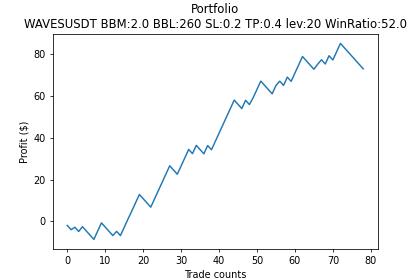 Portfolio
WAVESUSDT BBM:2.0 BBL:260 SL:0.2 TP:0.4 lev:20 WinRatio:52.0
80
60
40
20
0
Profit ($)
0 10 20 30 40 50 60 70 80
Trade counts